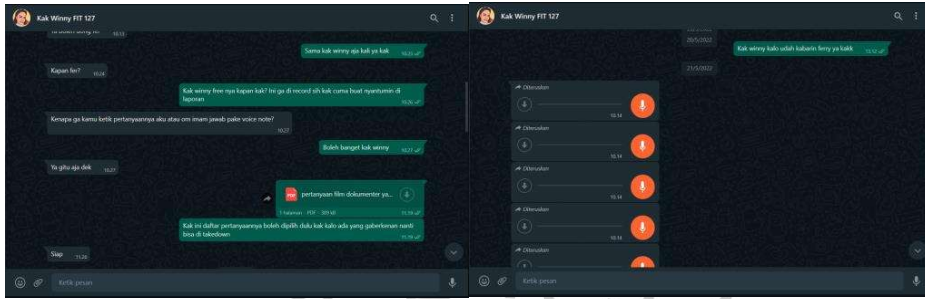 Kak Winny FIT 127
10.13
Sama kak winny aja kali ya kak
10.23
Kapan fer?
10.24
Kak winny free nya kapan kak? Ini ga di record sih kak cuma buat nyantumin di
laporan
10.26
Kenapa ga kamu ketik pertanyaannya aku atau om imam jawab pake voice note?
10.27
Boleh banget kak winny
10.27
Ya gitu aja dek
10.27
PDF
pertanyaan film dokumenter ya...
1 halaman · PDF · 389 kB
11.19
Kak ini daftar pertanyaannya boleh dipilih dulu kak kalo ada yang gaberkenan nanti
bisa di takedown
11.19
Siap
11.26
Ketik pesan
Kak Winny FIT 127
20/5/2022
Kak winny kalo udah kabarin ferry ya kakk
13.12
21/5/2022
Diteruskan
10.14
Diteruskan
10.14
Diteruskan
10.14
Diteruskan
10.14
Diteruskan
Ketik pesan